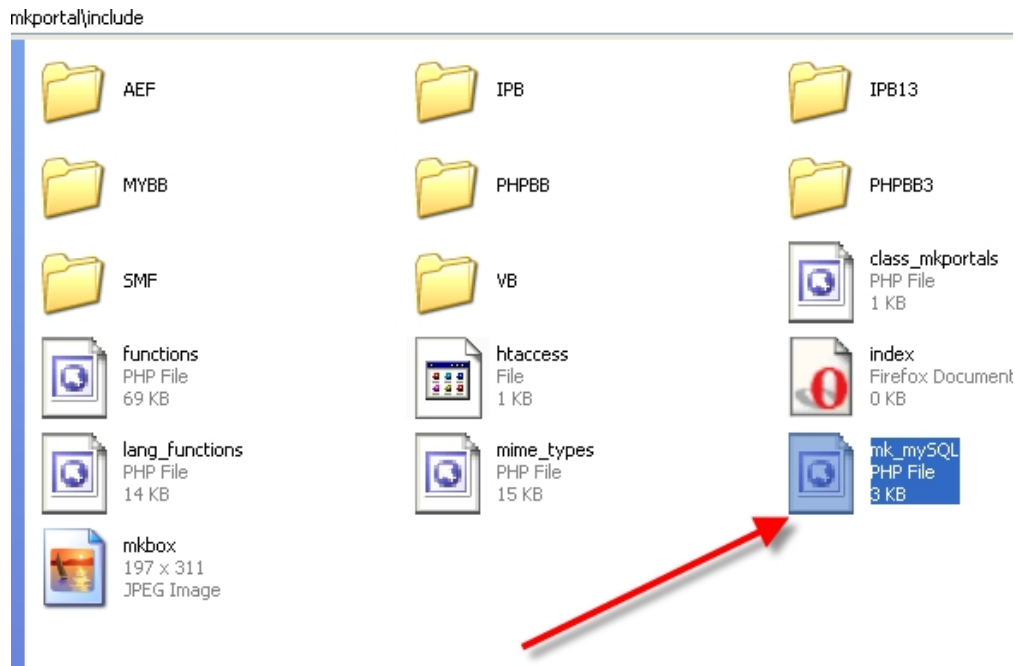 mkportal\include
AEF
IPB
IPB13
MYBB
PHPBB
PHPBB3
SMF
VB
class_mkportals
PHP File
1 KB
functions
PHP File
69 KB
htaccess
File
1 KB
index
Firefox Document
0 KB
lang_functions
PHP File
14 KB
mime_types
PHP File
15 KB
mk_mySQL
PHP File
3 KB
mkbox
197 x 311
JPEG Image